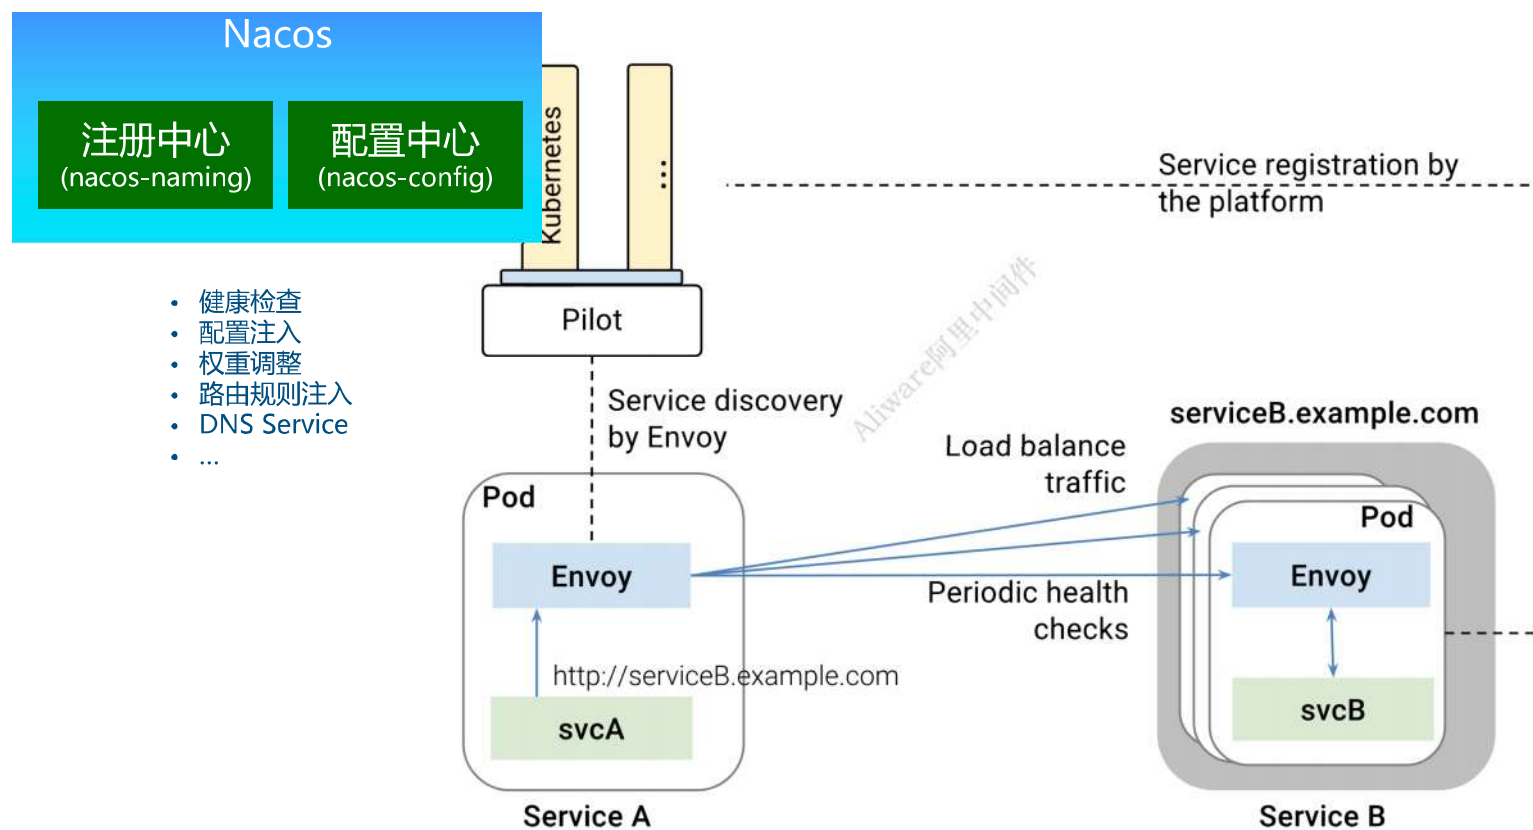 Nacos
注册中心
(nacos-naming)
配置中心
(nacos-config)
Kubernetes
...
Pilot
Service registration by
the platform
• 健康检查
• 配置注入
• 权重调整
• 路由规则注入
• DNS Service
• ...
Service discovery
by Envoy
Aliware阿里中间件
serviceB.example.com
Load balance
traffic
Pod
Envoy
http://serviceB.example.com
svcA
Service A
Periodic health
checks
Pod
Envoy
svcB
Service B